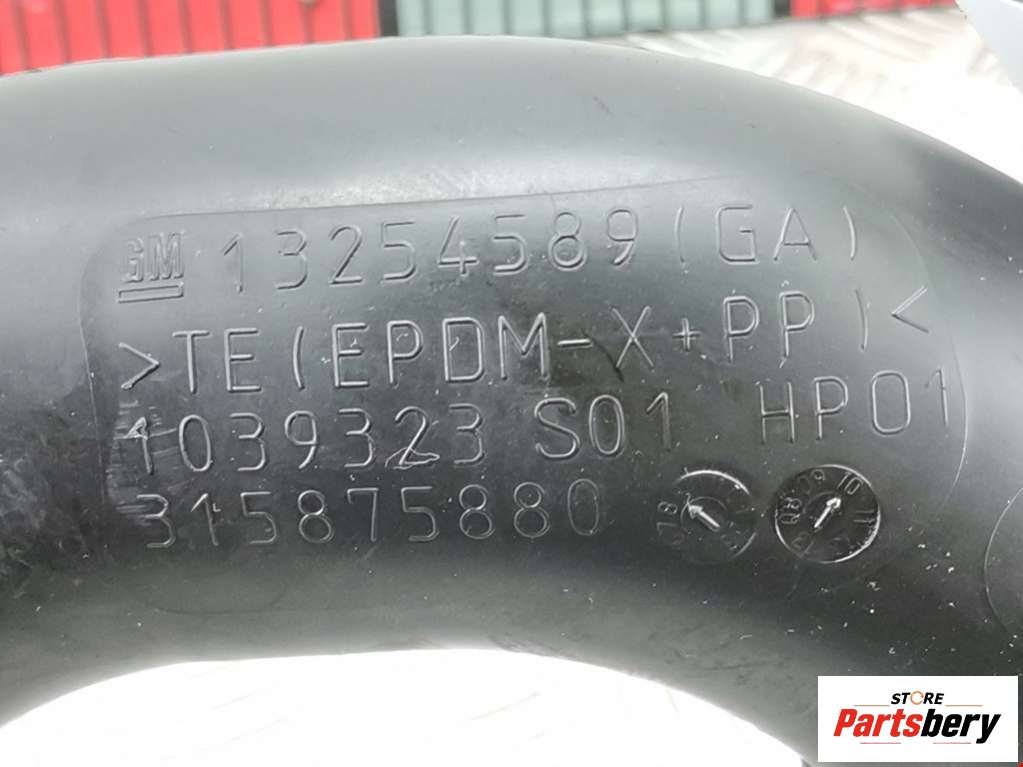 GM 13254589(GA)
>TE(EPDM-X+PP)<
1039323 S01 HP01
315875880
STORE
Partsbery